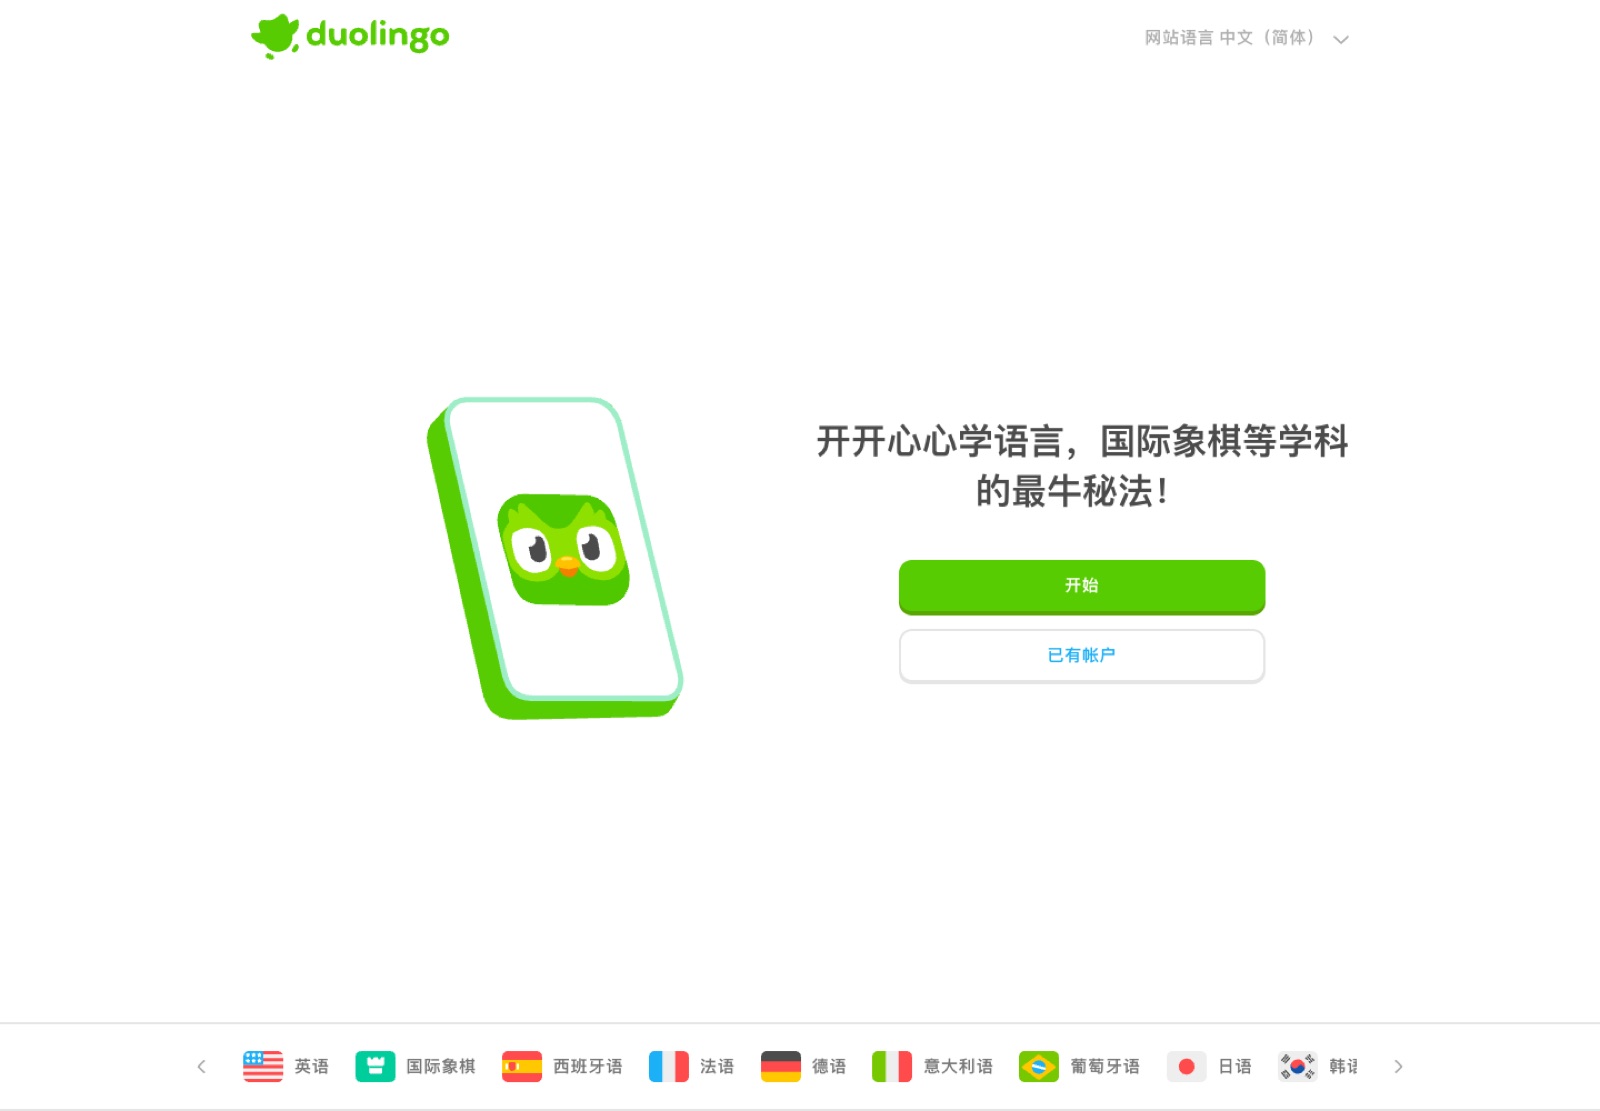 duolingo
网站语言 中文（简体）
开开心心学语言，国际象棋等学科
的最牛秘法！
开始
已有帐户
英语
国际象棋
西班牙语
法语
德语
意大利语
葡萄牙语
日语
韩语